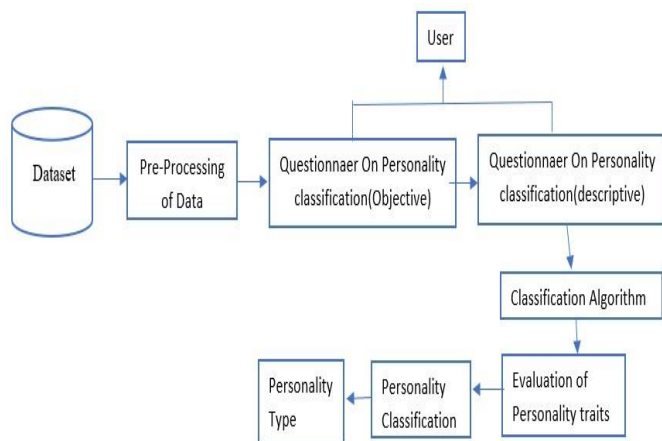 User
Dataset
Pre-Processing
of Data
Questionnaer On Personality
classification(Objective)
Questionnaer On Personality
classification(descriptive)
Classification Algorithm
Evaluation of
Personality traits
Personality
Classification
Personality
Type